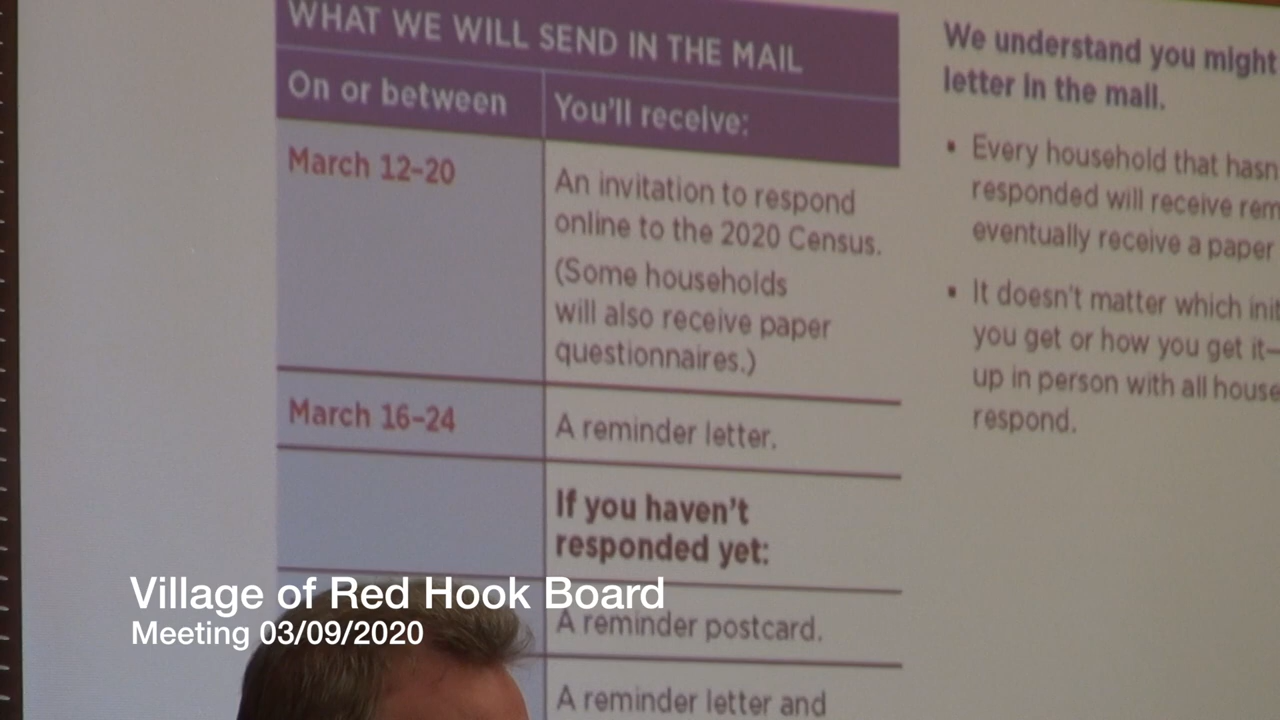 WHAT WE WILL SEND IN THE MAIL
On or between
You'll receive:
March 12–20
An invitation to respond
online to the 2020 Census.
(Some households
will also receive paper
questionnaires.)
March 16–24
A reminder letter.
If you haven't
responded yet:
A reminder postcard.
A reminder letter and
We understand you might
letter in the mail.
• Every household that hasn
responded will receive rem
eventually receive a paper
• It doesn't matter which init
you get or how you get it—
up in person with all house
respond.
Village of Red Hook Board
Meeting 03/09/2020